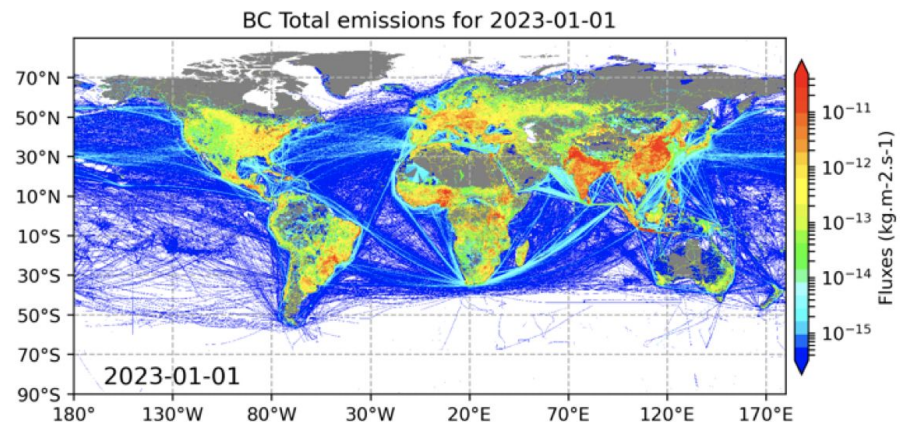 BC Total emissions for 2023-01-01
70°N
50°N
30°N
10°N
10°S
30°S
50°S
70°S
90°S
2023-01-01
180°
130°W
80°W
30°W
20°E
70°E
120°E
170°E
10⁻¹¹
10⁻¹²
10⁻¹³
10⁻¹⁴
10⁻¹⁵
Fluxes (kg.m-2.s-1)